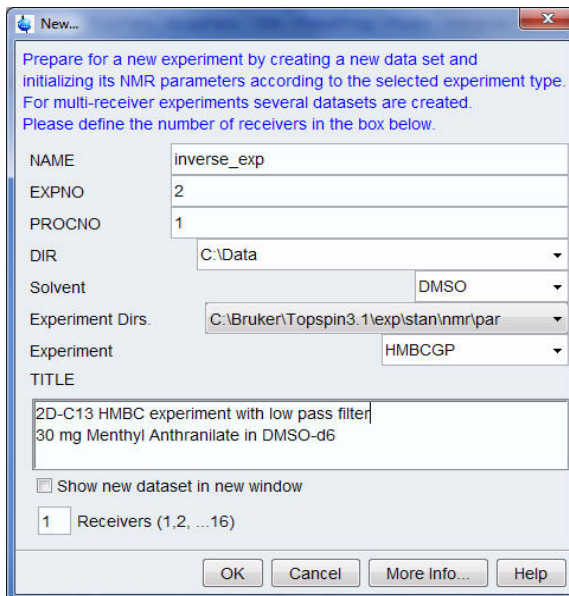 New...
Prepare for a new experiment by creating a new data set and
initializing its NMR parameters according to the selected experiment type.
For multi-receiver experiments several datasets are created.
Please define the number of receivers in the box below.
NAME inverse_exp
EXPNO 2
PROCNO 1
DIR C:\Data
Solvent DMSO
Experiment Dirs. C:\Bruker\Topspin3.1\exp\stan\nmr\par
Experiment HMBCGP
TITLE
2D-C13 HMBC experiment with low pass filter
30 mg Menthyl Anthranilate in DMSO-d6
Show new dataset in new window
1 Receivers (1,2, ...16)
OK Cancel More Info... Help